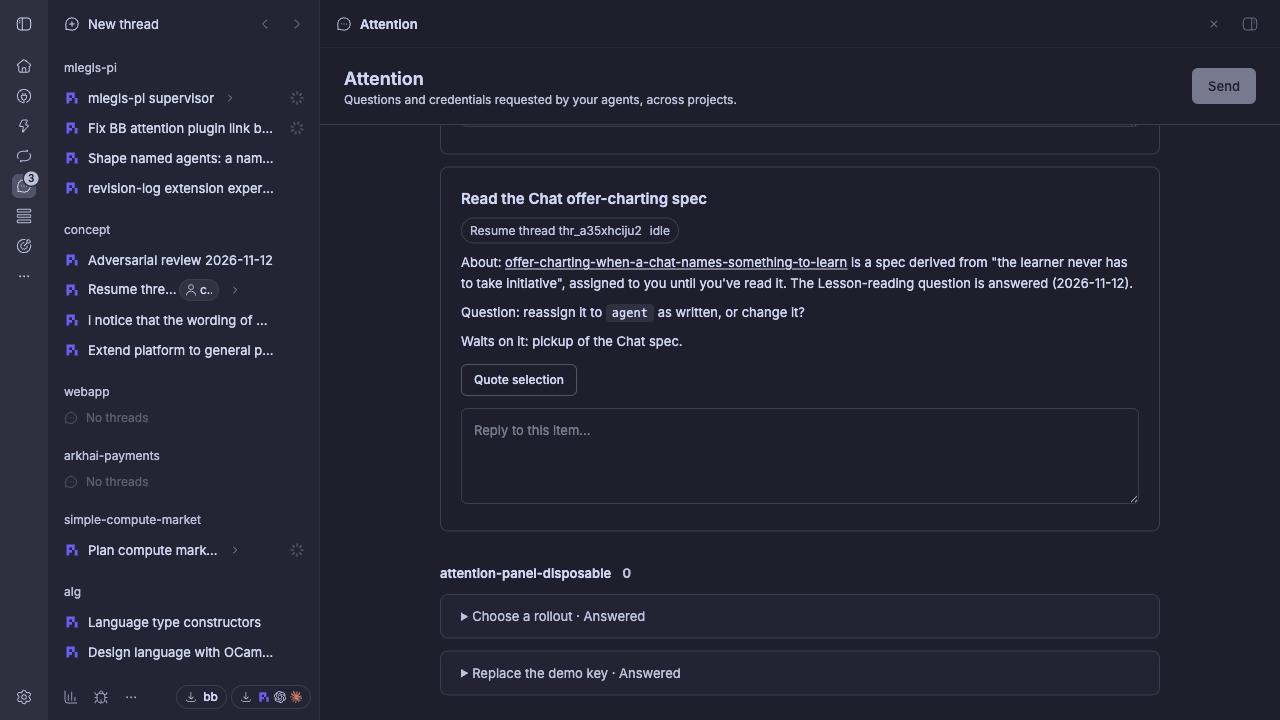 New thread
mlegls-pi
mlegls-pi supervisor
Fix BB attention plugin link b...
Shape named agents: a nam...
revision-log extension exper...
3
concept
Adversarial review 2026-11-12
Resume thre... c..
i notice that the wording of ...
Extend platform to general p...
webapp
No threads
arkhai-payments
No threads
simple-compute-market
Plan compute mark...
alg
Language type constructors
Design language with OCam...
bb
Attention
Attention
Questions and credentials requested by your agents, across projects.
Send
Read the Chat offer-charting spec
Resume thread thr_a35xhciju2 idle
About: offer-charting-when-a-chat-names-something-to-learn is a spec derived from "the learner never has
to take initiative", assigned to you until you've read it. The Lesson-reading question is answered (2026-11-12).
Question: reassign it to agent as written, or change it?
Waits on it: pickup of the Chat spec.
Quote selection
Reply to this item...
attention-panel-disposable 0
Choose a rollout · Answered
Replace the demo key · Answered